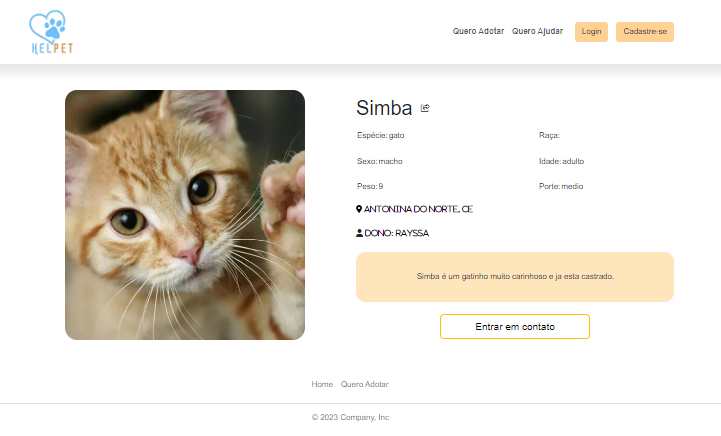 HELPET
Quero Adotar Quero Ajudar Login Cadastre-se
Simba
Espécie: gato Raça:
Sexo: macho Idade: adulto
Peso: 9 Porte: medio
ANTONINA DO NORTE, CE
DONO: RAYSSA
Simba é um gatinho muito carinhoso e ja esta castrado.
Entrar em contato
Home Quero Adotar
© 2023 Company, Inc